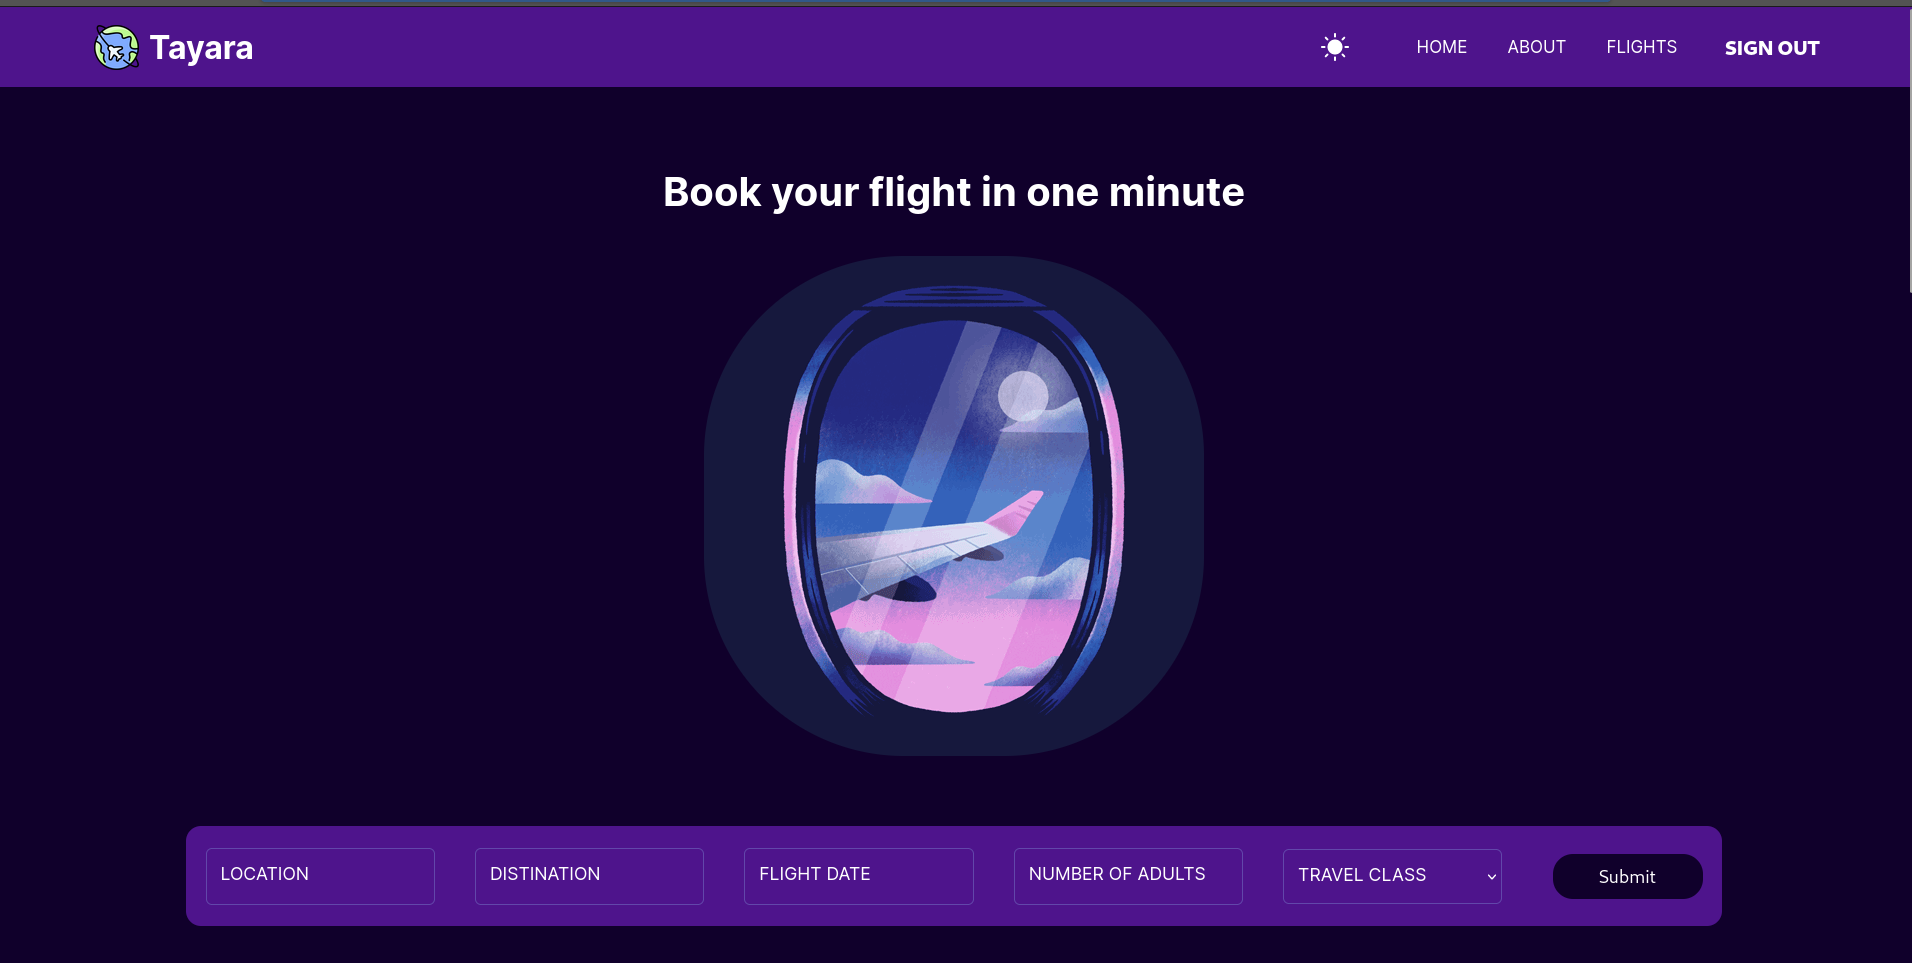 Tayara
HOME ABOUT FLIGHTS SIGN OUT
Book your flight in one minute
LOCATION DISTINATION FLIGHT DATE NUMBER OF ADULTS TRAVEL CLASS Submit